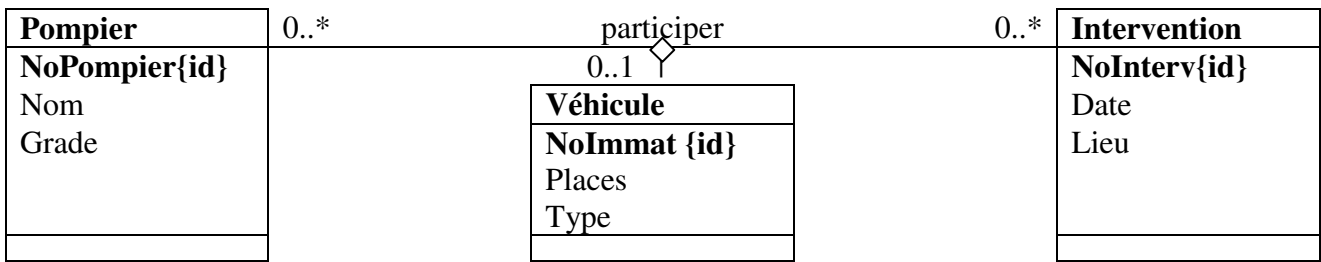 Pompier
0..*
participer
0..*
Intervention
NoPompier{id}
Nom
Grade
0..1
Véhicule
NoImmat {id}
Places
Type
NoInterv{id}
Date
Lieu